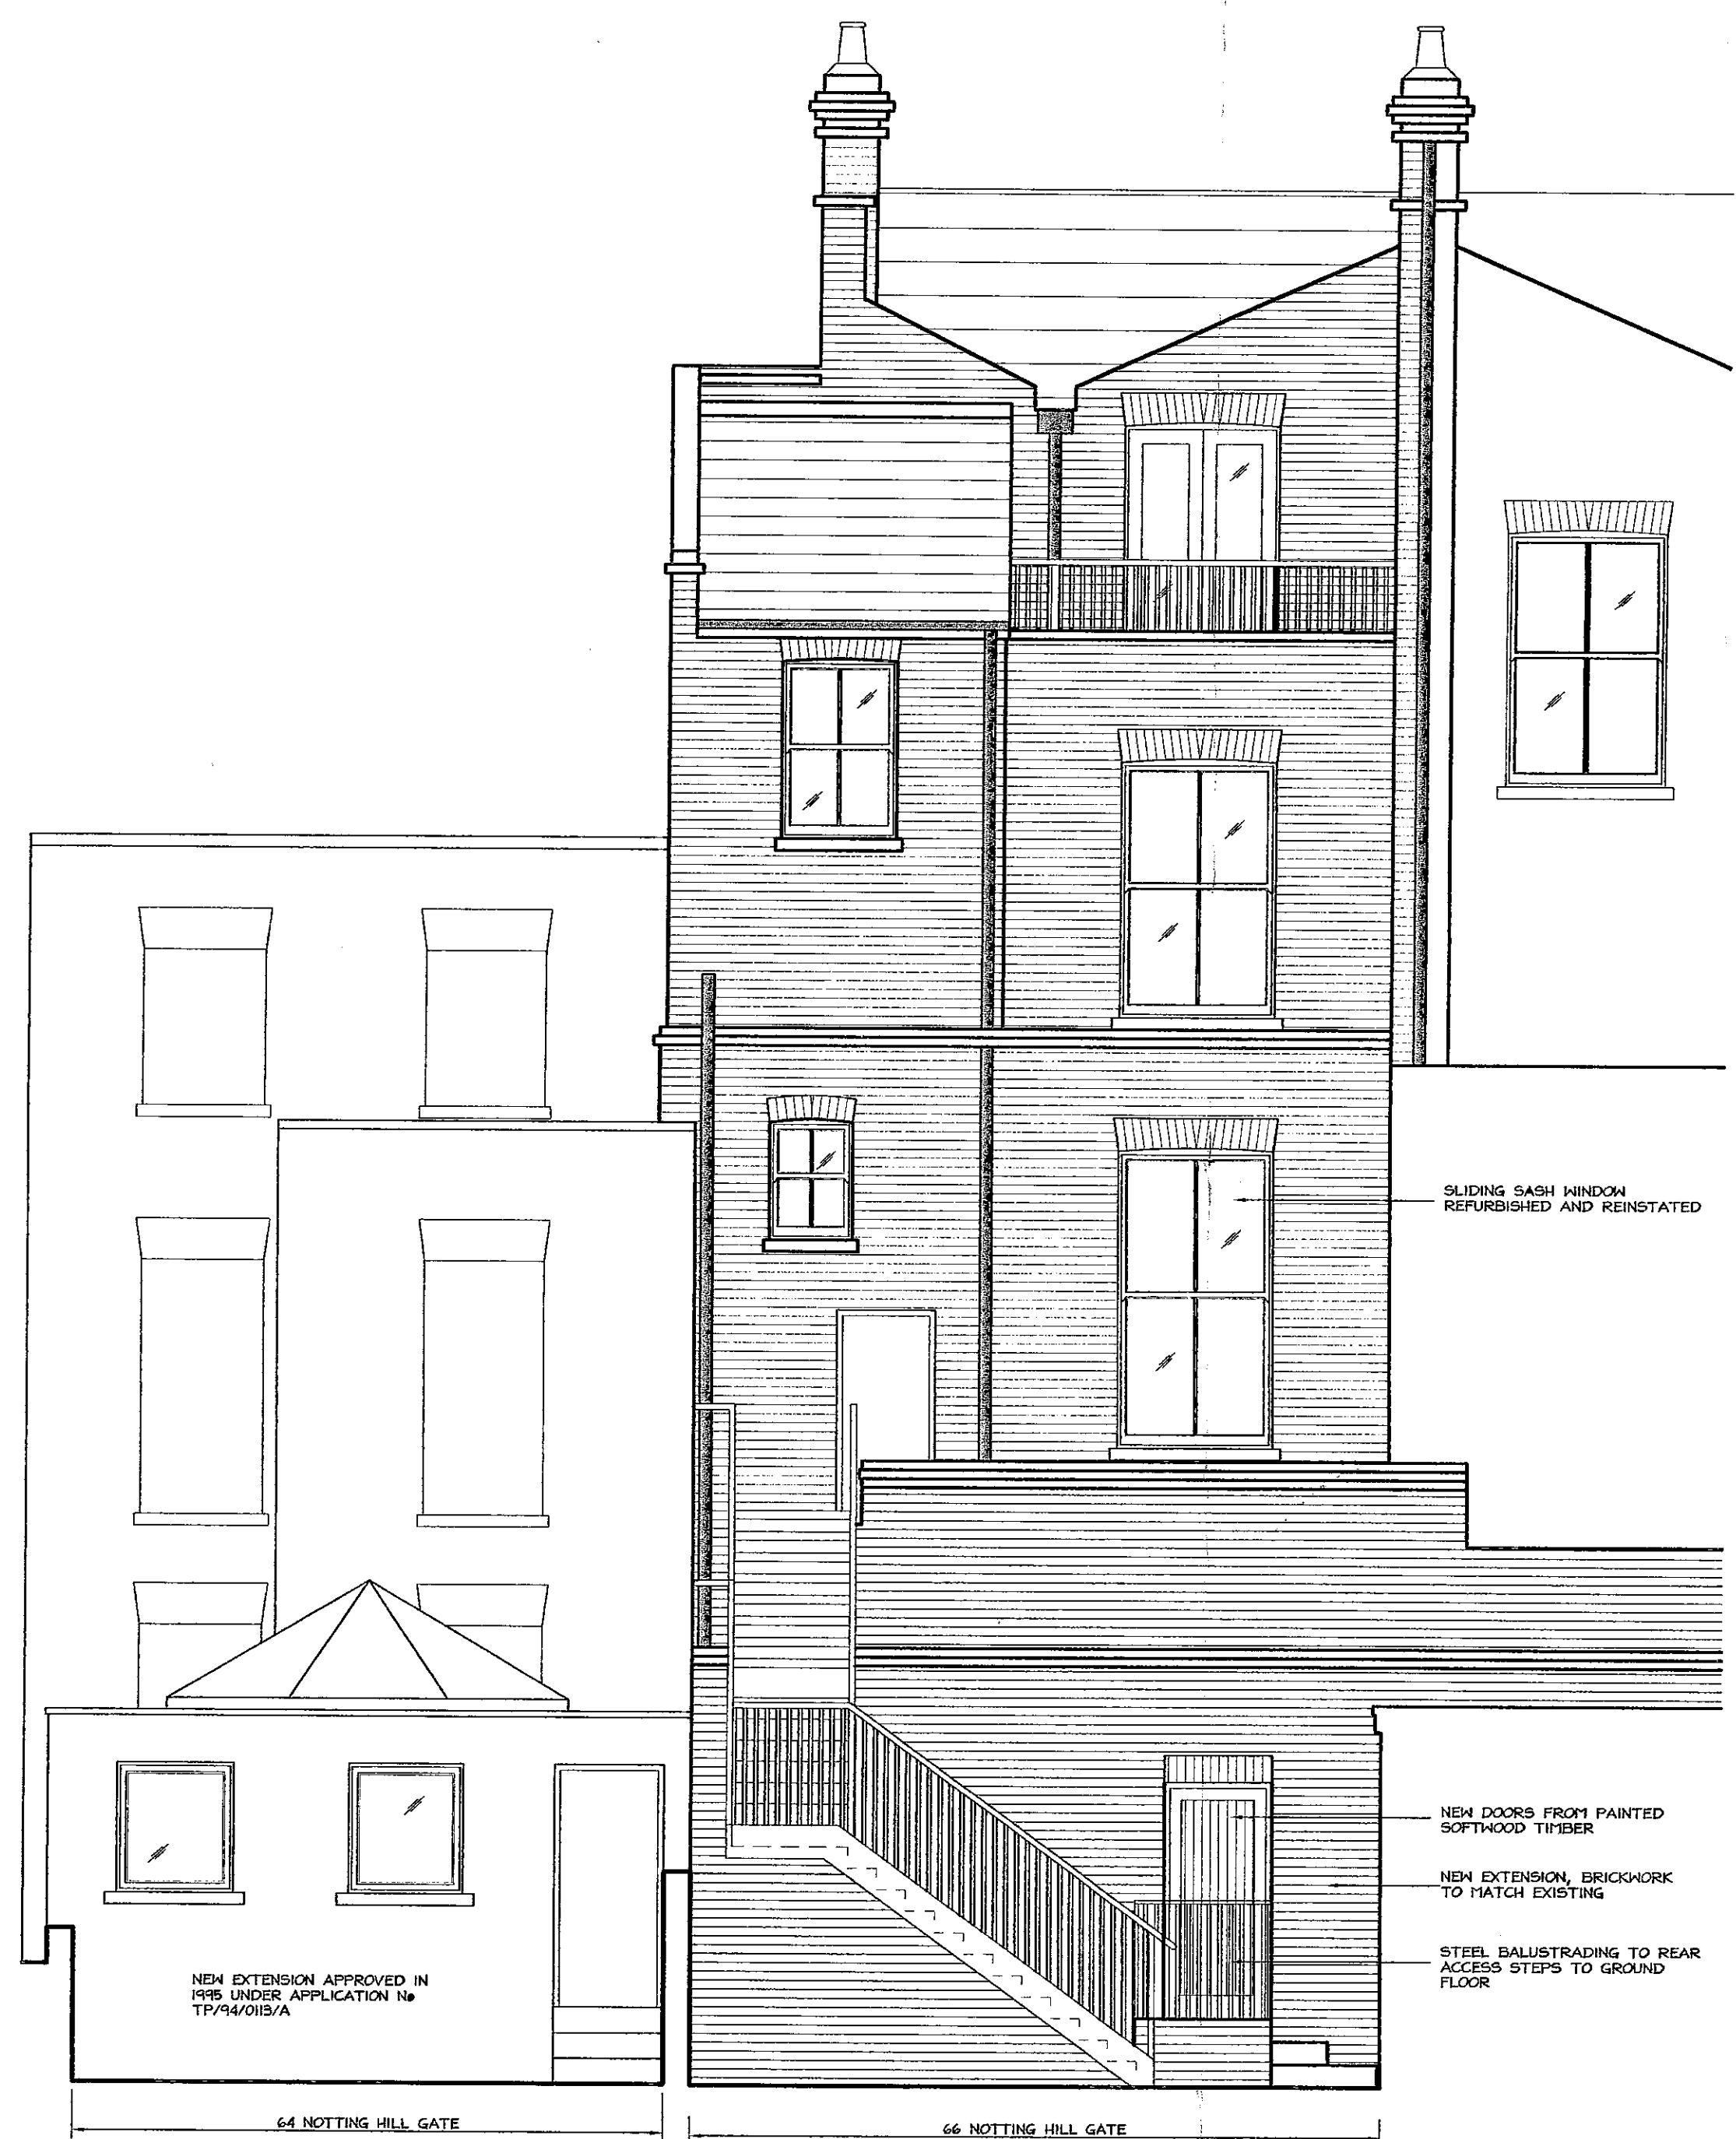 SLIDING SASH WINDOW
REFURBISHED AND REINSTATED
NEW DOORS FROM PAINTED
SOFTWOOD TIMBER
NEW EXTENSION, BRICKWORK
TO MATCH EXISTING
STEEL BALUSTRADING TO REAR
ACCESS STEPS TO GROUND
FLOOR
NEW EXTENSION APPROVED IN
1995 UNDER APPLICATION No
TP/94/0113/A
64 NOTTING HILL GATE
66 NOTTING HILL GATE